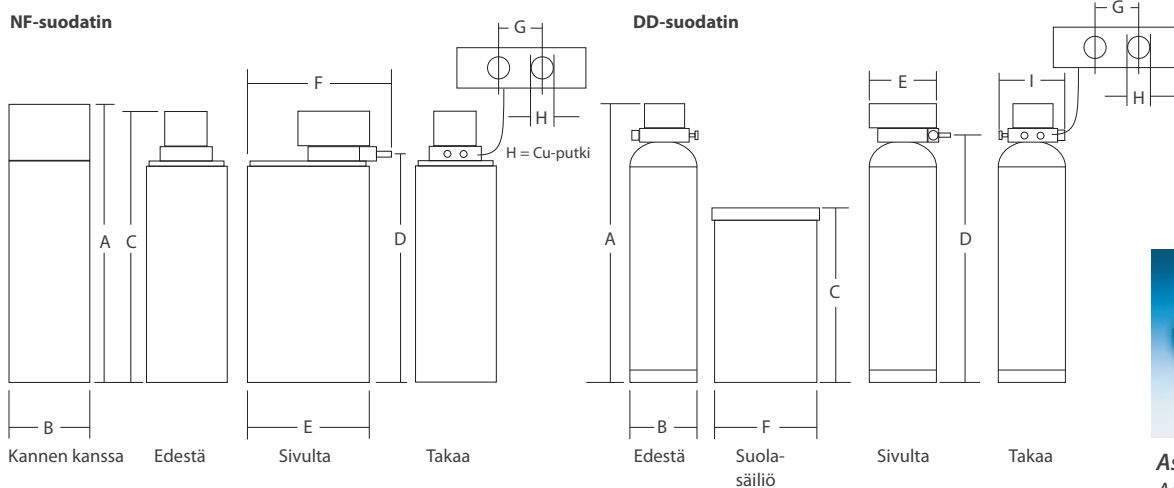 NF-suodatin
G
F
H
H = Cu-putki
A
C
D
B
E
Kannen kanssa
Edestä
Sivulta
Takaa
DD-suodatin
G
E
I
H
A
C
D
B
F
Edestä
Suola-
säiliö
Sivulta
Takaa